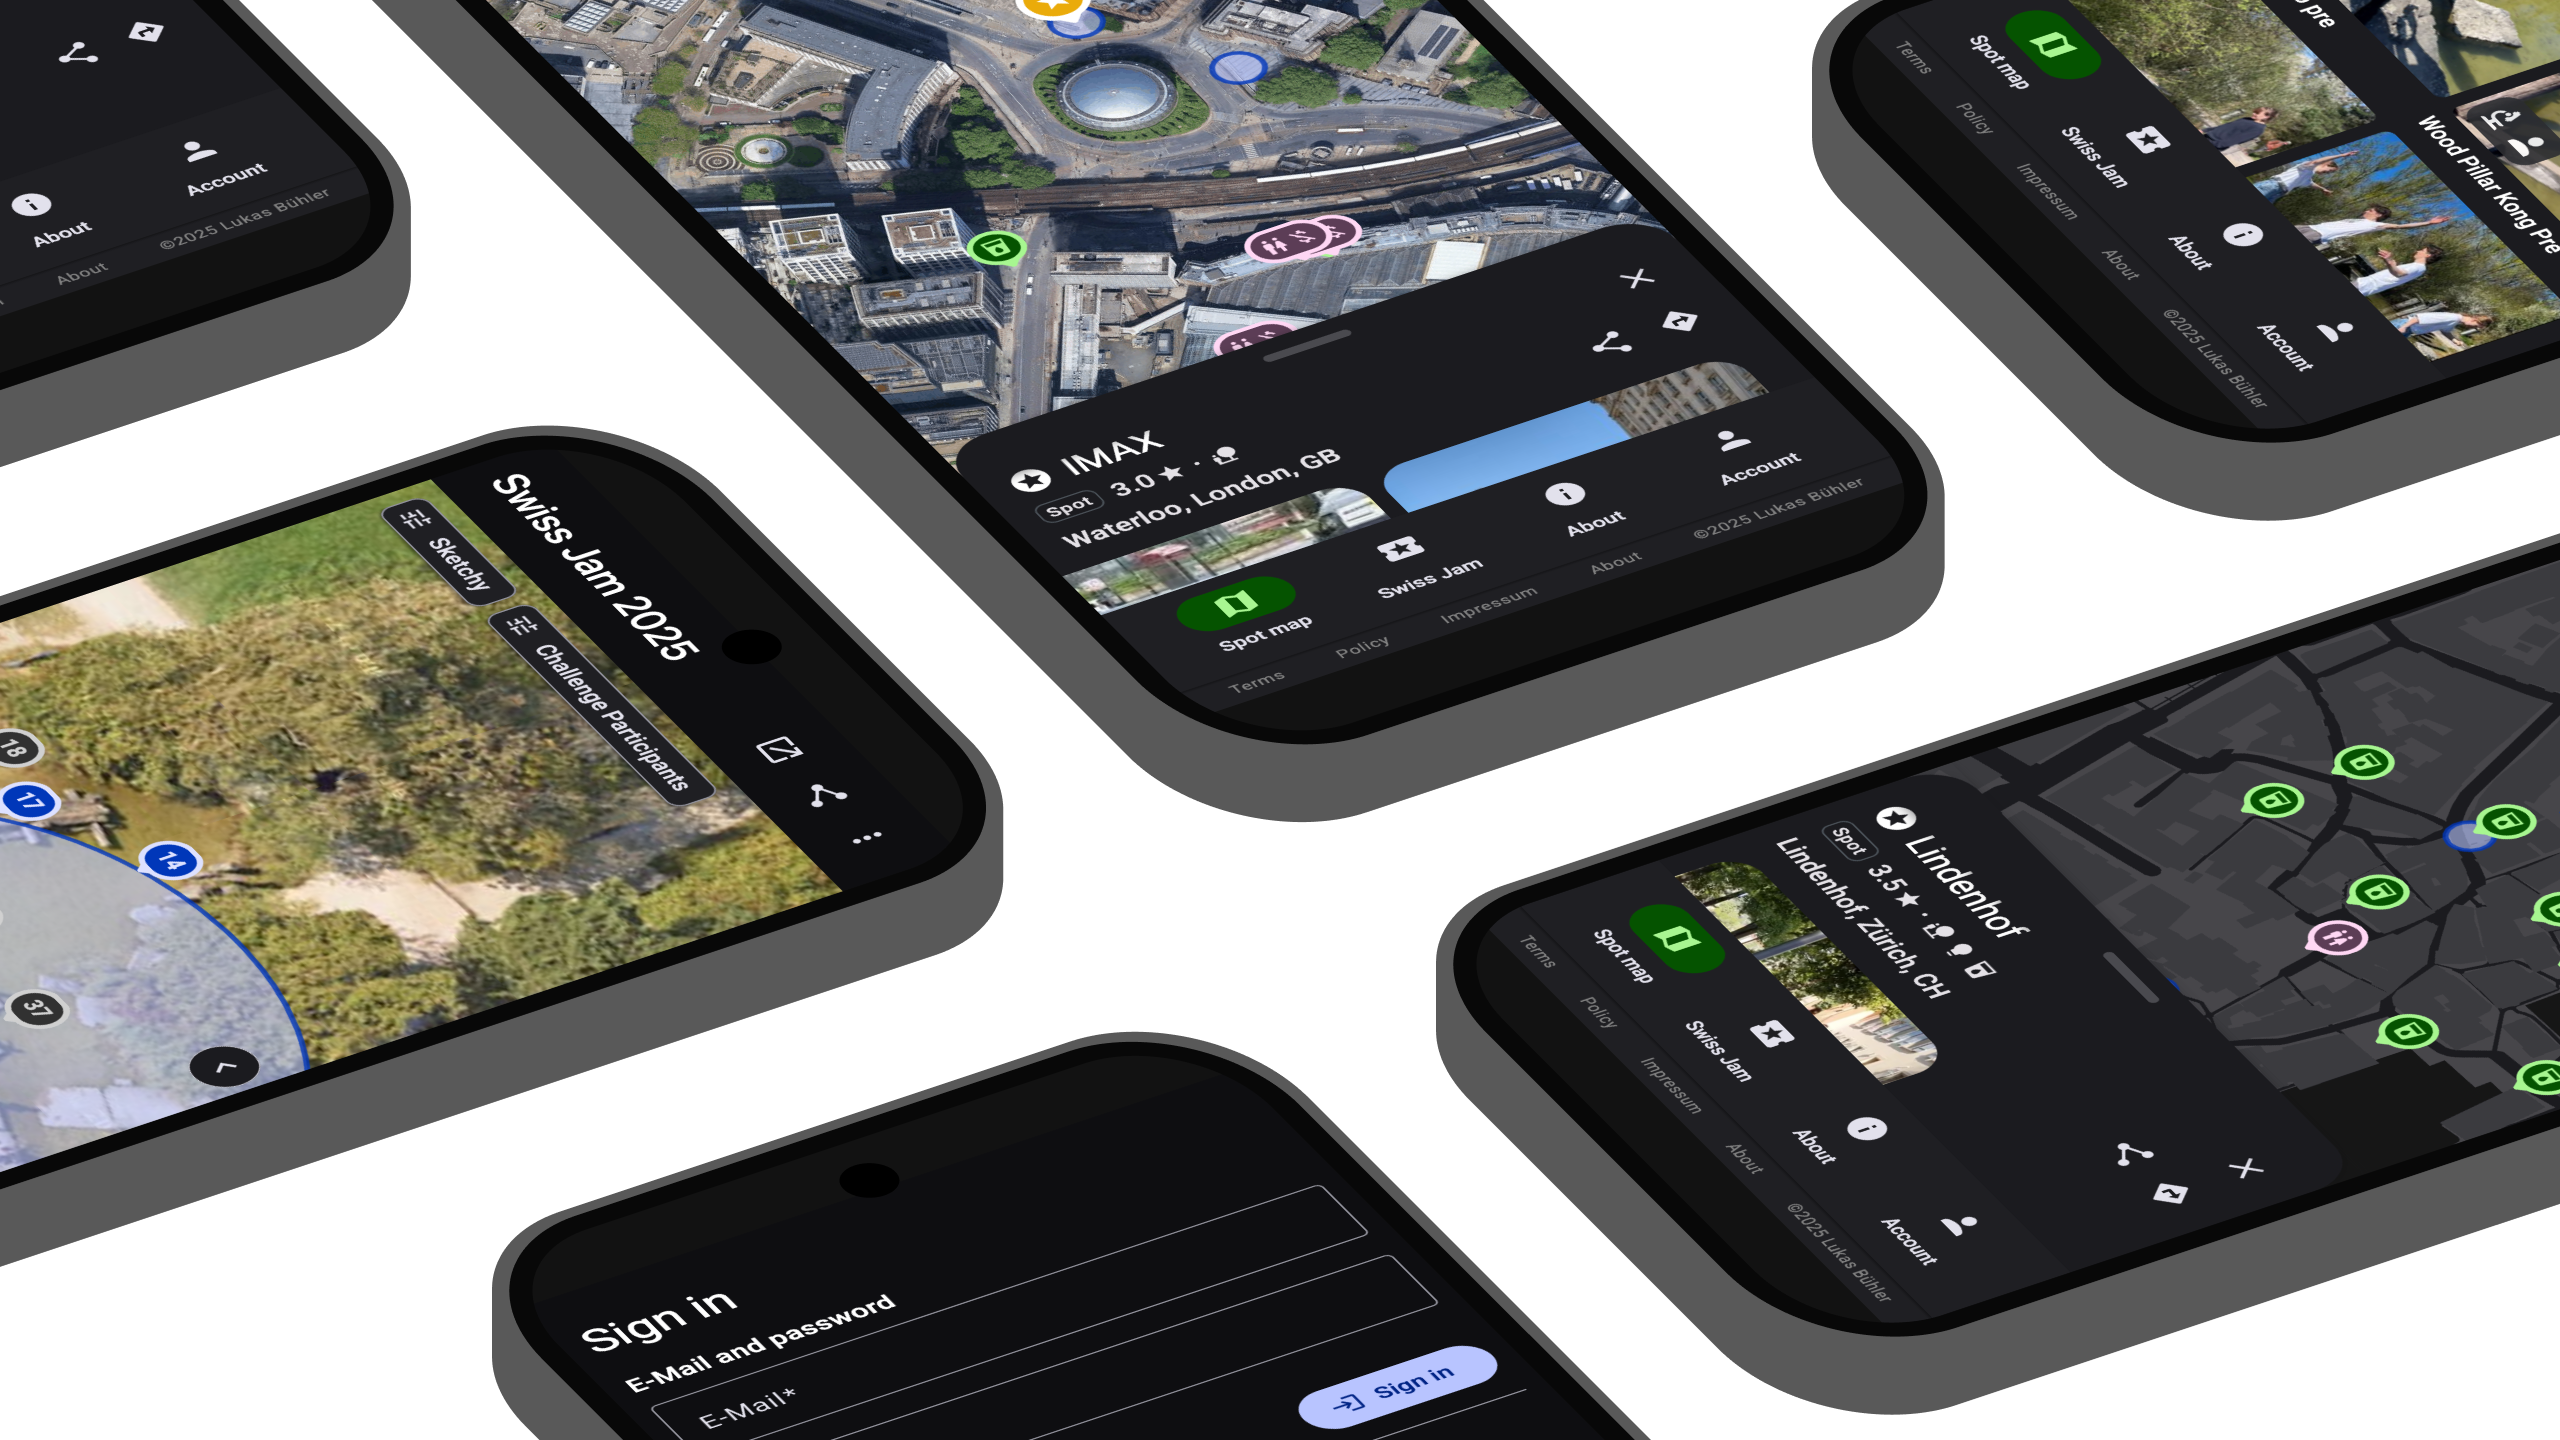 Account
About
©2025 Lukas Bühler
About
IMAX
Spot
3.0
Waterloo, London, GB
Spot map
Swiss Jam
About
Account
Terms
Policy
Impressum
About
©2025 Lukas Bühler
pre
Wood Pillar Kong Pre
Spot map
Swiss Jam
About
Account
Terms
Policy
Impressum
About
©2025 Lukas Bühler
Swiss Jam 2025
Sketchy
Challenge Participants
18
17
14
37
Lindenhof
Spot
3.5
Lindenhof, Zürich, CH
Spot map
Swiss Jam
About
Account
Terms
Policy
Impressum
About
©2025 Lukas Bühler
Sign in
E-Mail and password
E-Mail*
Sign in